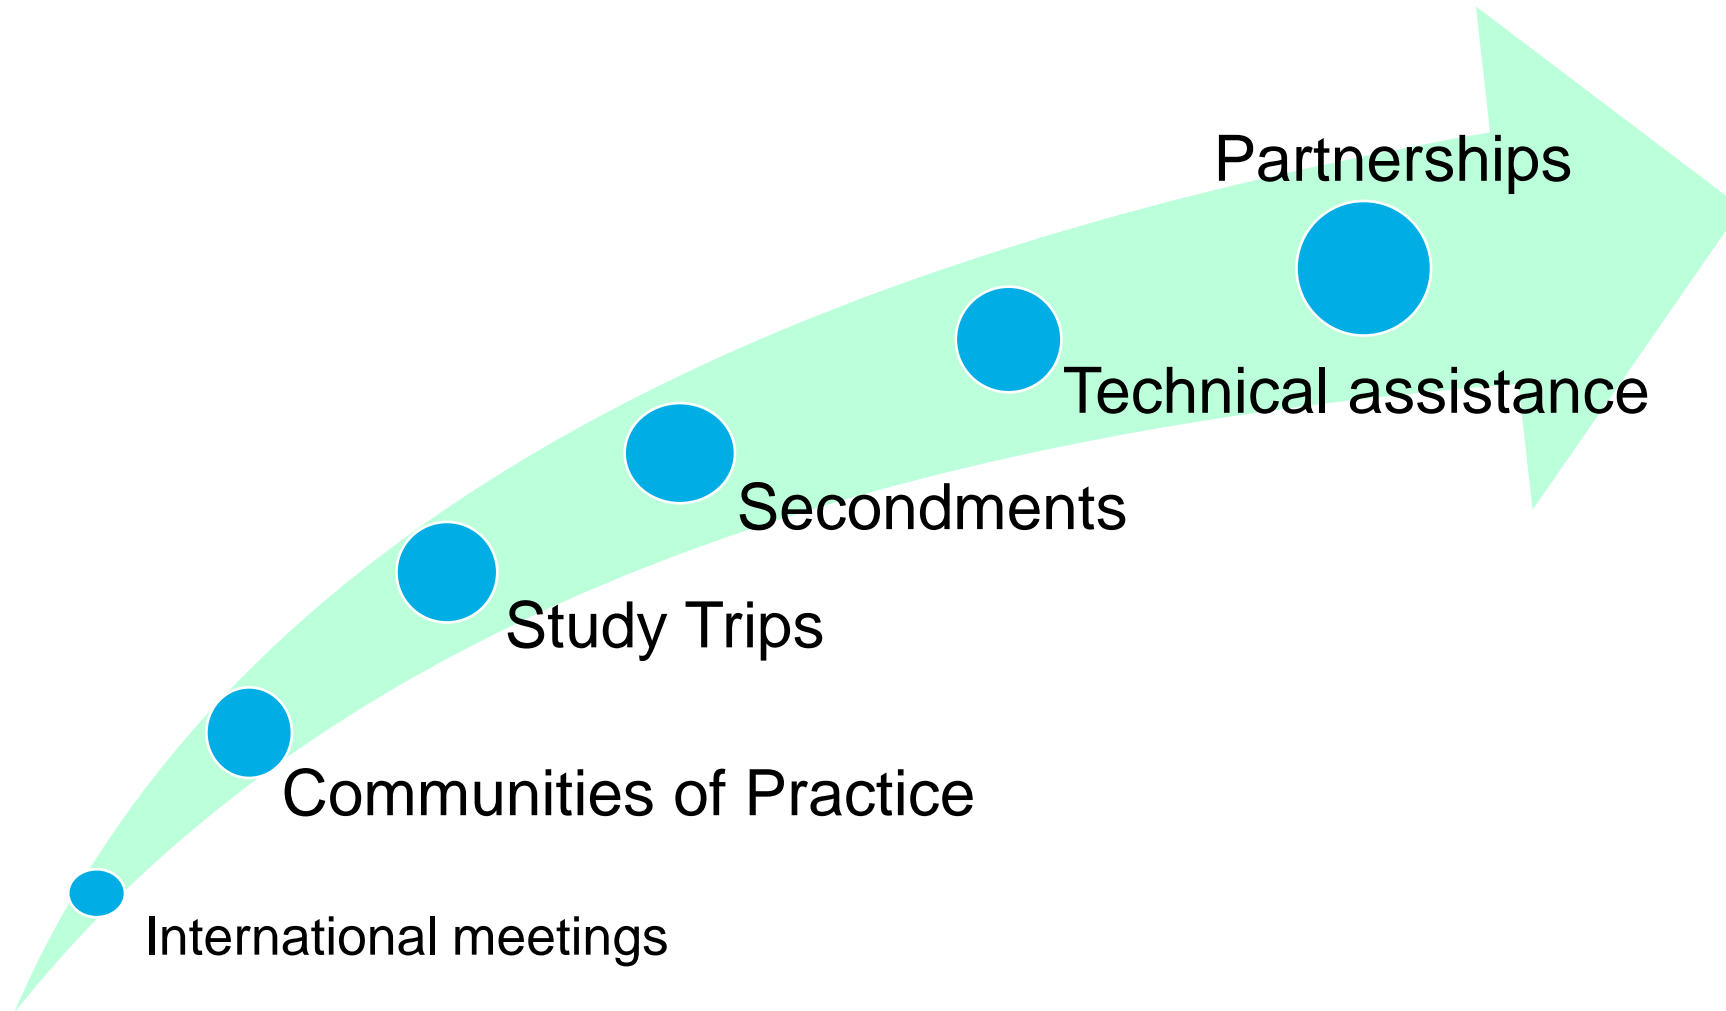 Partnerships
Technical assistance
Secondments
Study Trips
Communities of Practice
International meetings